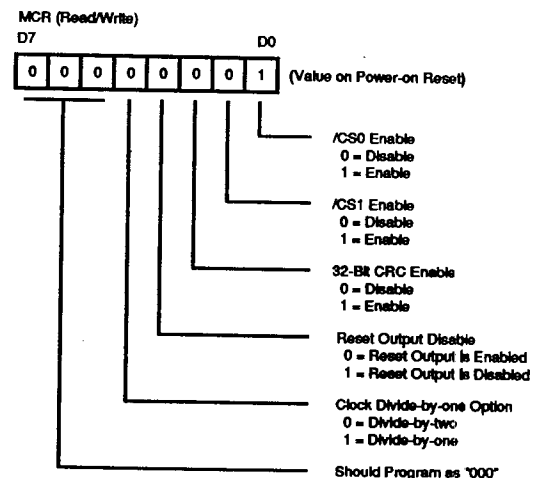 MCR (Read/Write)
D7 D0
0 0 0 0 0 0 0 1 (Value on Power-on Reset)
/CS0 Enable
0 = Disable
1 = Enable
/CS1 Enable
0 = Disable
1 = Enable
32-Bit CRC Enable
0 = Disable
1 = Enable
Reset Output Disable
0 = Reset Output Is Enabled
1 = Reset Output Is Disabled
Clock Divide-by-one Option
0 = Divide-by-two
1 = Divide-by-one
Should Program as "000"